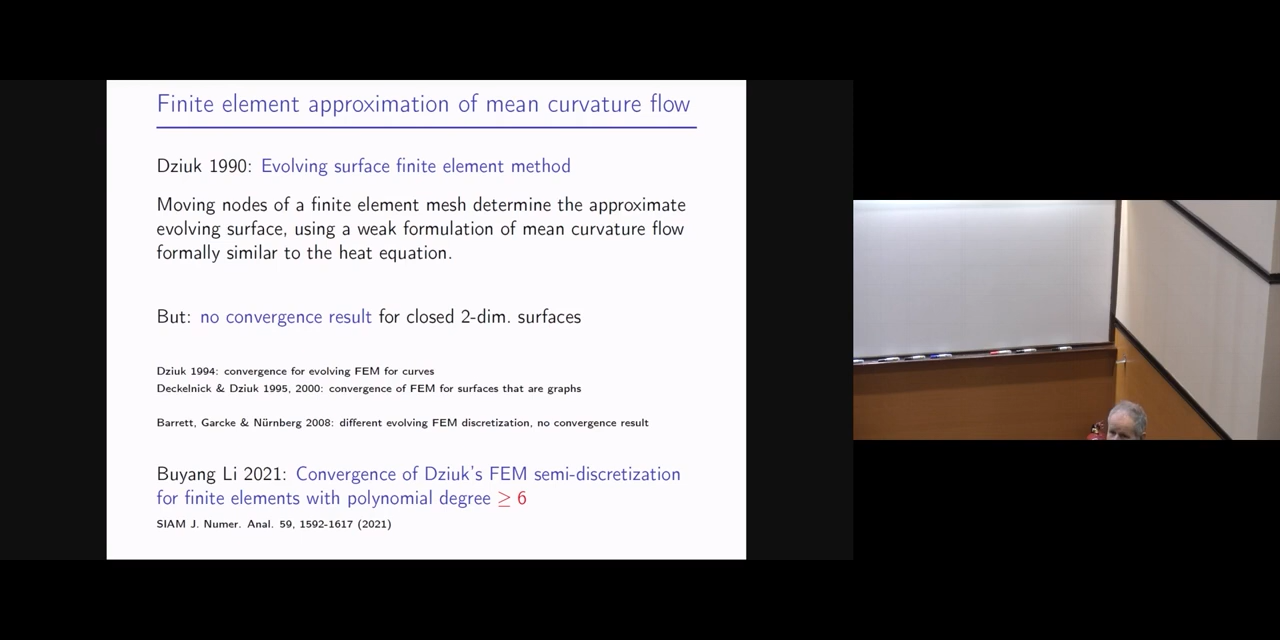 Finite element approximation of mean curvature flow
Dziuk 1990: Evolving surface finite element method
Moving nodes of a finite element mesh determine the approximate
evolving surface, using a weak formulation of mean curvature flow
formally similar to the heat equation.
But: no convergence result for closed 2-dim. surfaces
Dziuk 1994: convergence for evolving FEM for curves
Deckelnick & Dziuk 1995, 2000: convergence of FEM for surfaces that are graphs
Barrett, Garcke & Nürnberg 2008: different evolving FEM discretization, no convergence result
Buyang Li 2021: Convergence of Dziuk's FEM semi-discretization
for finite elements with polynomial degree ≥ 6
SIAM J. Numer. Anal. 59, 1592-1617 (2021)